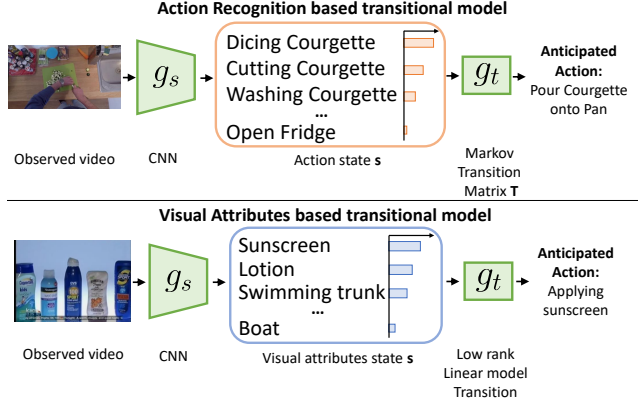 Action Recognition based transitional model
Dicing Courgette
Cutting Courgette
Washing Courgette
...
Open Fridge
g_s
g_t
Anticipated
Action:
Pour Courgette
onto Pan
Observed video
CNN
Action state s
Markov
Transition
Matrix T
Visual Attributes based transitional model
Sunscreen
Lotion
Swimming trunk
...
Boat
g_s
g_t
Anticipated
Action:
Applying
sunscreen
Observed video
CNN
Visual attributes state s
Low rank
Linear model
Transition